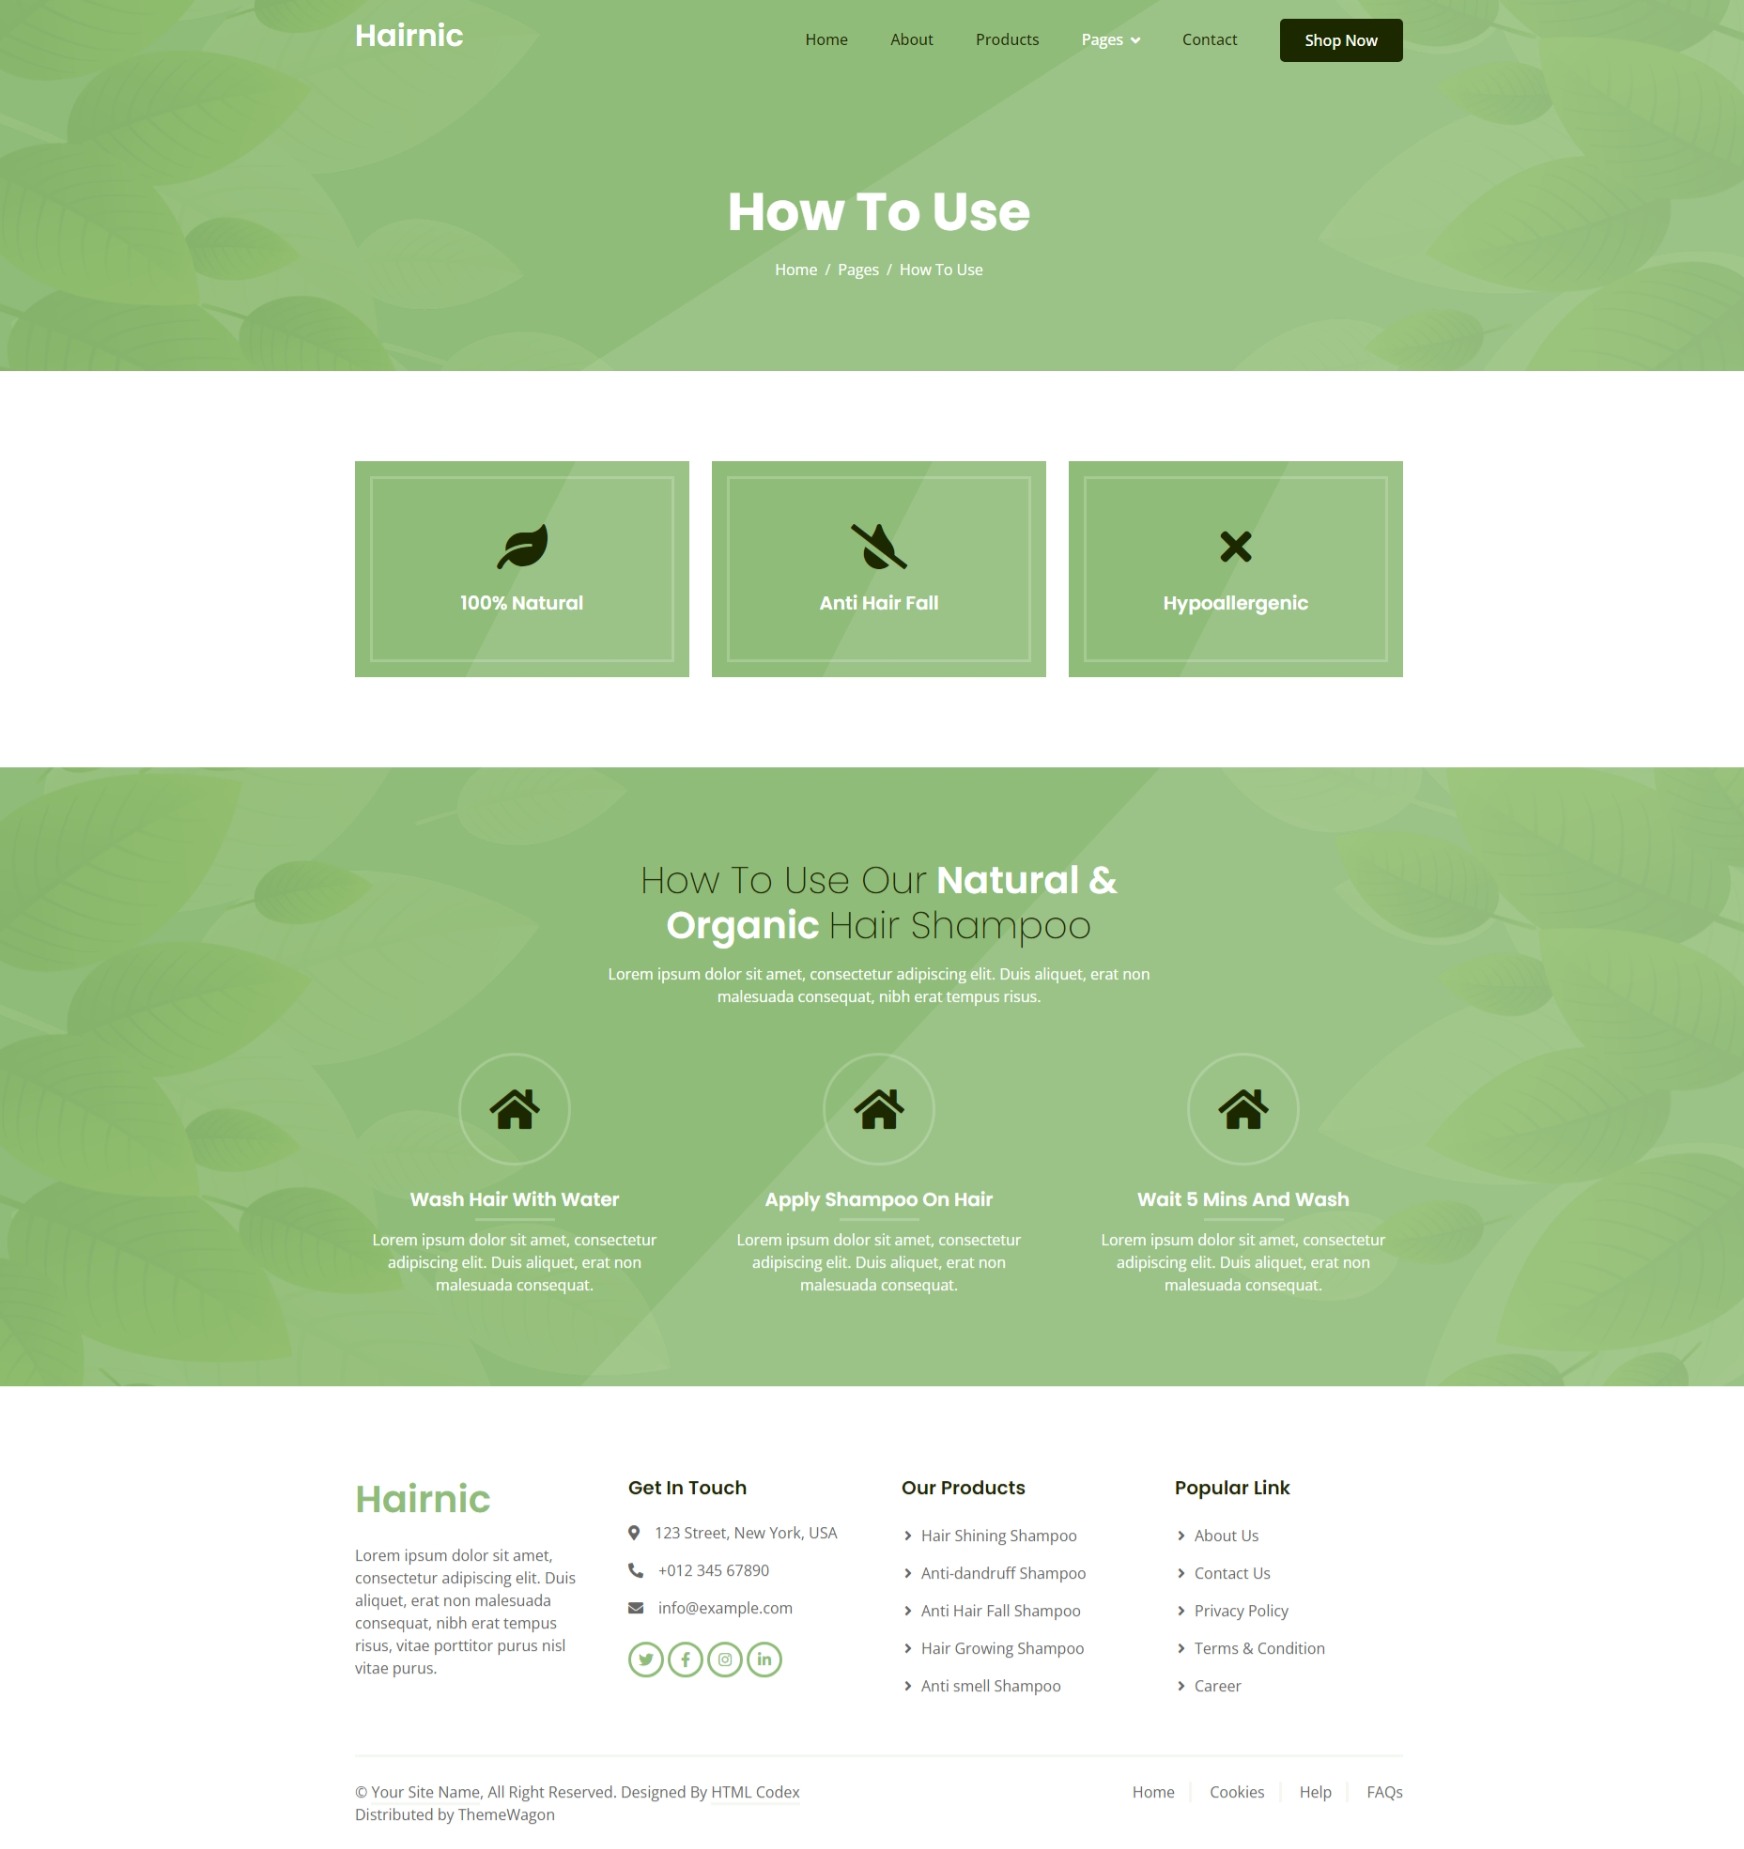 Hairnic
Home
About
Products
Pages
Contact
Shop Now
How To Use
Home / Pages / How To Use
100% Natural
Anti Hair Fall
Hypoallergenic
How To Use Our Natural &
Organic Hair Shampoo
Lorem ipsum dolor sit amet, consectetur adipiscing elit. Duis aliquet, erat non
malesuada consequat, nibh erat tempus risus.
Wash Hair With Water
Lorem ipsum dolor sit amet, consectetur
adipiscing elit. Duis aliquet, erat non
malesuada consequat.
Apply Shampoo On Hair
Lorem ipsum dolor sit amet, consectetur
adipiscing elit. Duis aliquet, erat non
malesuada consequat.
Wait 5 Mins And Wash
Lorem ipsum dolor sit amet, consectetur
adipiscing elit. Duis aliquet, erat non
malesuada consequat.
Hairnic
Lorem ipsum dolor sit amet,
consectetur adipiscing elit. Duis
aliquet, erat non malesuada
consequat, nibh erat tempus
risus, vitae porttitor purus nisl
vitae purus.
Get In Touch
123 Street, New York, USA
+012 345 67890
info@example.com
Our Products
Hair Shining Shampoo
Anti-dandruff Shampoo
Anti Hair Fall Shampoo
Hair Growing Shampoo
Anti smell Shampoo
Popular Link
About Us
Contact Us
Privacy Policy
Terms & Condition
Career
© Your Site Name, All Right Reserved. Designed By HTML Codex
Distributed by ThemeWagon
Home
Cookies
Help
FAQs